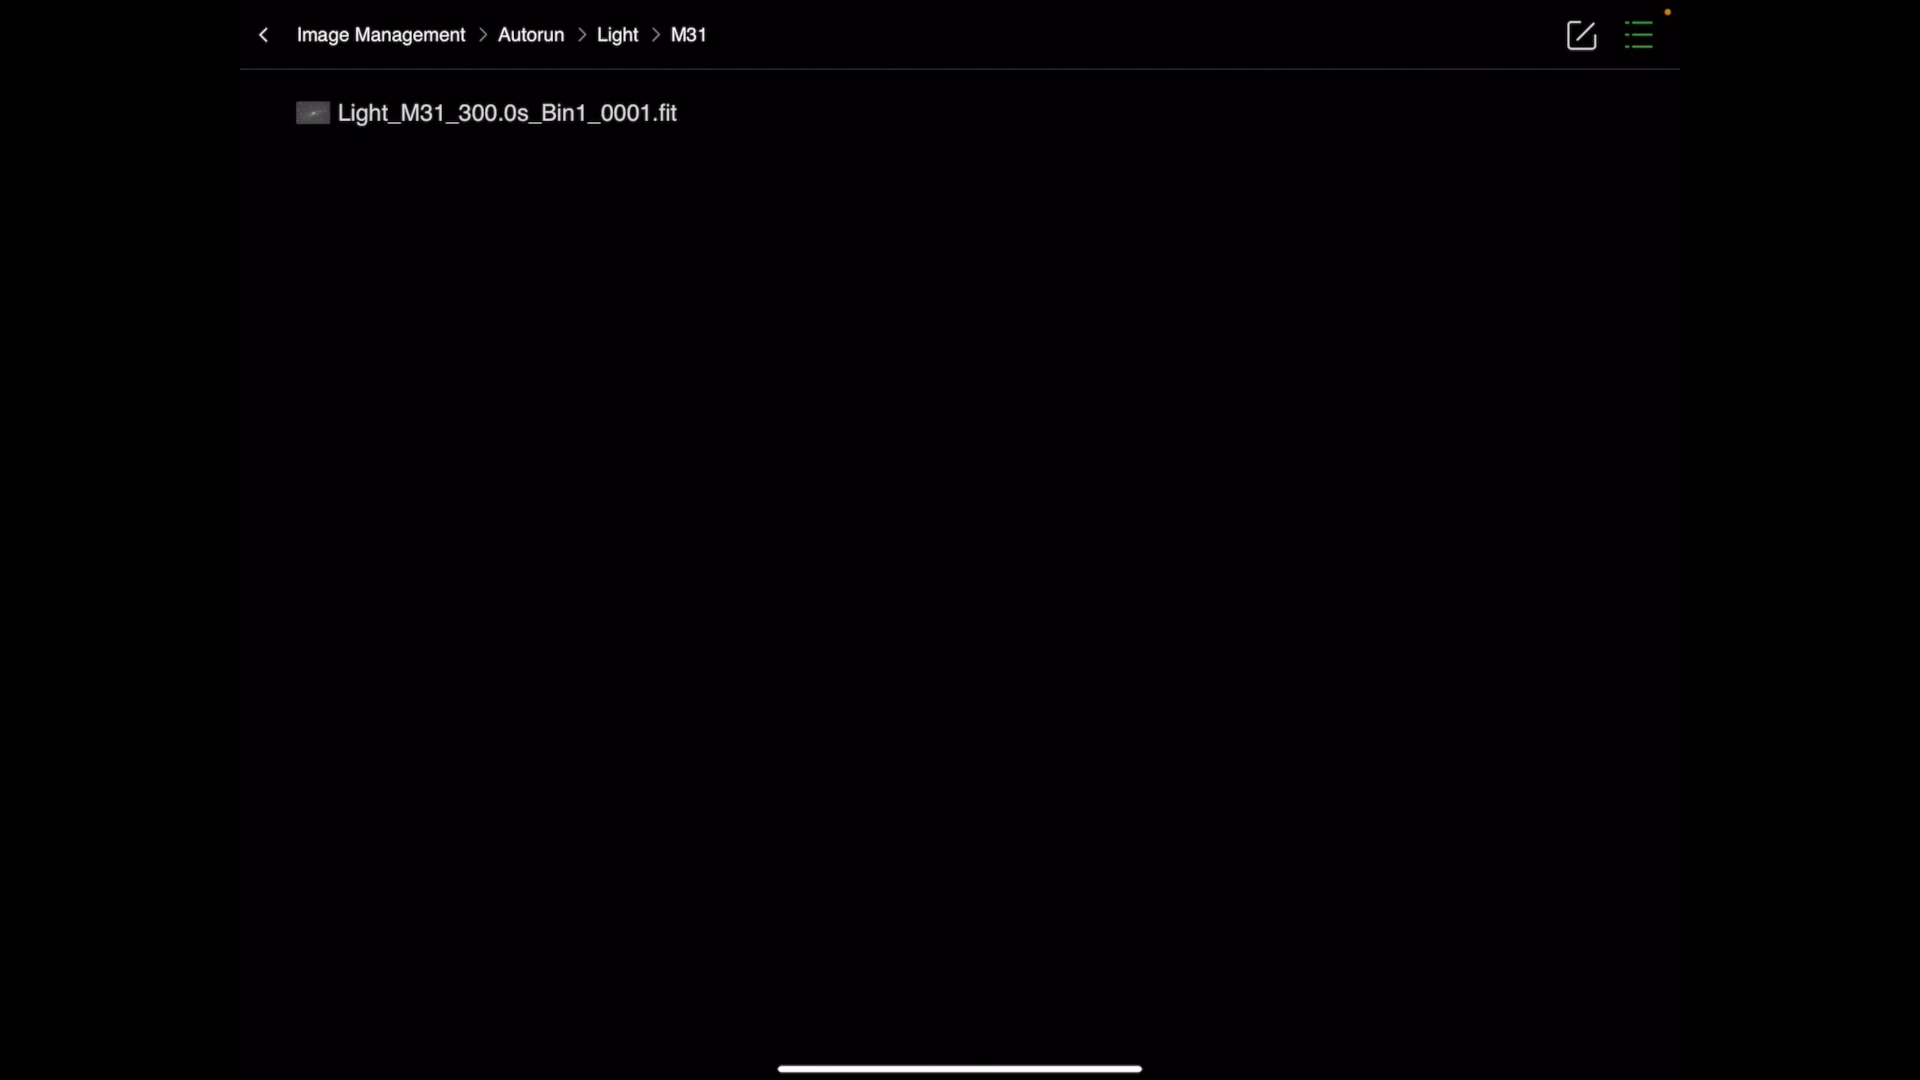 Image Management > Autorun > Light > M31
Light_M31_300.0s_Bin1_0001.fit